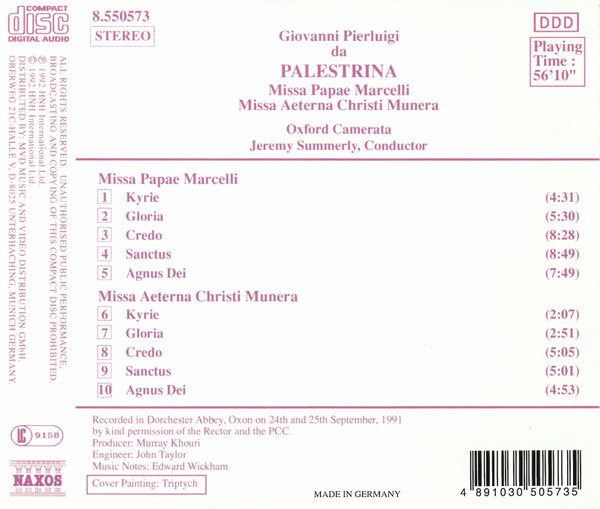 COMPACT
disc
DIGITAL AUDIO
8.550573
STEREO
Giovanni Pierluigi
da
PALESTRINA
Missa Papae Marcelli
Missa Aeterna Christi Munera
Oxford Camerata
Jeremy Summerly, Conductor
DDD
Playing
Time :
56'10"
ALL RIGHTS RESERVED. UNAUTHORISED PUBLIC PERFORMANCE,
BROADCASTING AND COPYING OF THIS COMPACT DISC PROHIBITED.
℗ 1992 HNH International Ltd.
© 1992 HNH International Ltd.
DISTRIBUTED BY: MVD MUSIC AND VIDEO DISTRIBUTION GmbH,
OBERWEG 21C-HALLE V, D-8025 UNTERHACHING, MUNICH GERMANY.
Missa Papae Marcelli
1 Kyrie (4:31)
2 Gloria (5:30)
3 Credo (8:28)
4 Sanctus (8:49)
5 Agnus Dei (7:49)
Missa Aeterna Christi Munera
6 Kyrie (2:07)
7 Gloria (2:51)
8 Credo (5:05)
9 Sanctus (5:01)
10 Agnus Dei (4:53)
LC 9158
NAXOS
Recorded in Dorchester Abbey, Oxon on 24th and 25th September, 1991
by kind permission of the Rector and the PCC.
Producer: Murray Khouri
Engineer: John Taylor
Music Notes: Edward Wickham
Cover Painting: Triptych
MADE IN GERMANY
4 891030 505735